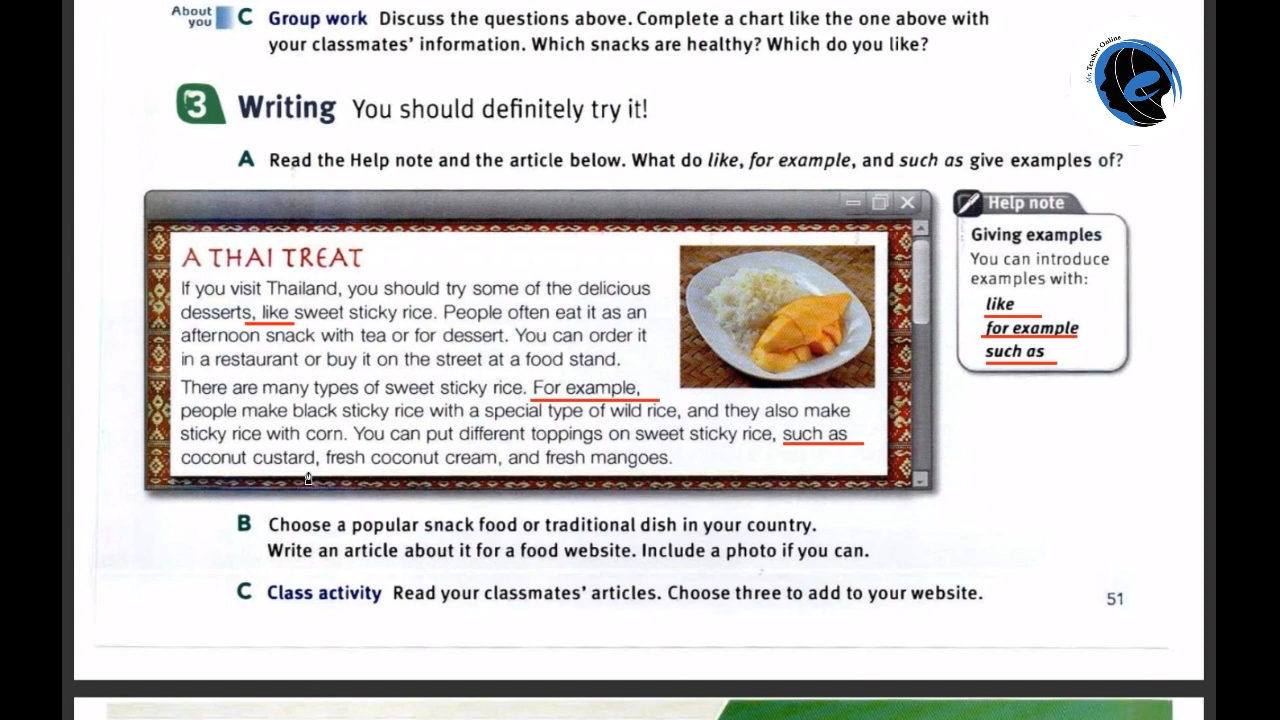 About you C Group work Discuss the questions above. Complete a chart like the one above with
your classmates' information. Which snacks are healthy? Which do you like?
Mr. Teacher Online
e
3 Writing You should definitely try it!
A Read the Help note and the article below. What do like, for example, and such as give examples of?
A THAI TREAT
If you visit Thailand, you should try some of the delicious
desserts, like sweet sticky rice. People often eat it as an
afternoon snack with tea or for dessert. You can order it
in a restaurant or buy it on the street at a food stand.
There are many types of sweet sticky rice. For example,
people make black sticky rice with a special type of wild rice, and they also make
sticky rice with corn. You can put different toppings on sweet sticky rice, such as
coconut custard, fresh coconut cream, and fresh mangoes.
Help note
Giving examples
You can introduce
examples with:
like
for example
such as
B Choose a popular snack food or traditional dish in your country.
Write an article about it for a food website. Include a photo if you can.
C Class activity Read your classmates' articles. Choose three to add to your website.
51